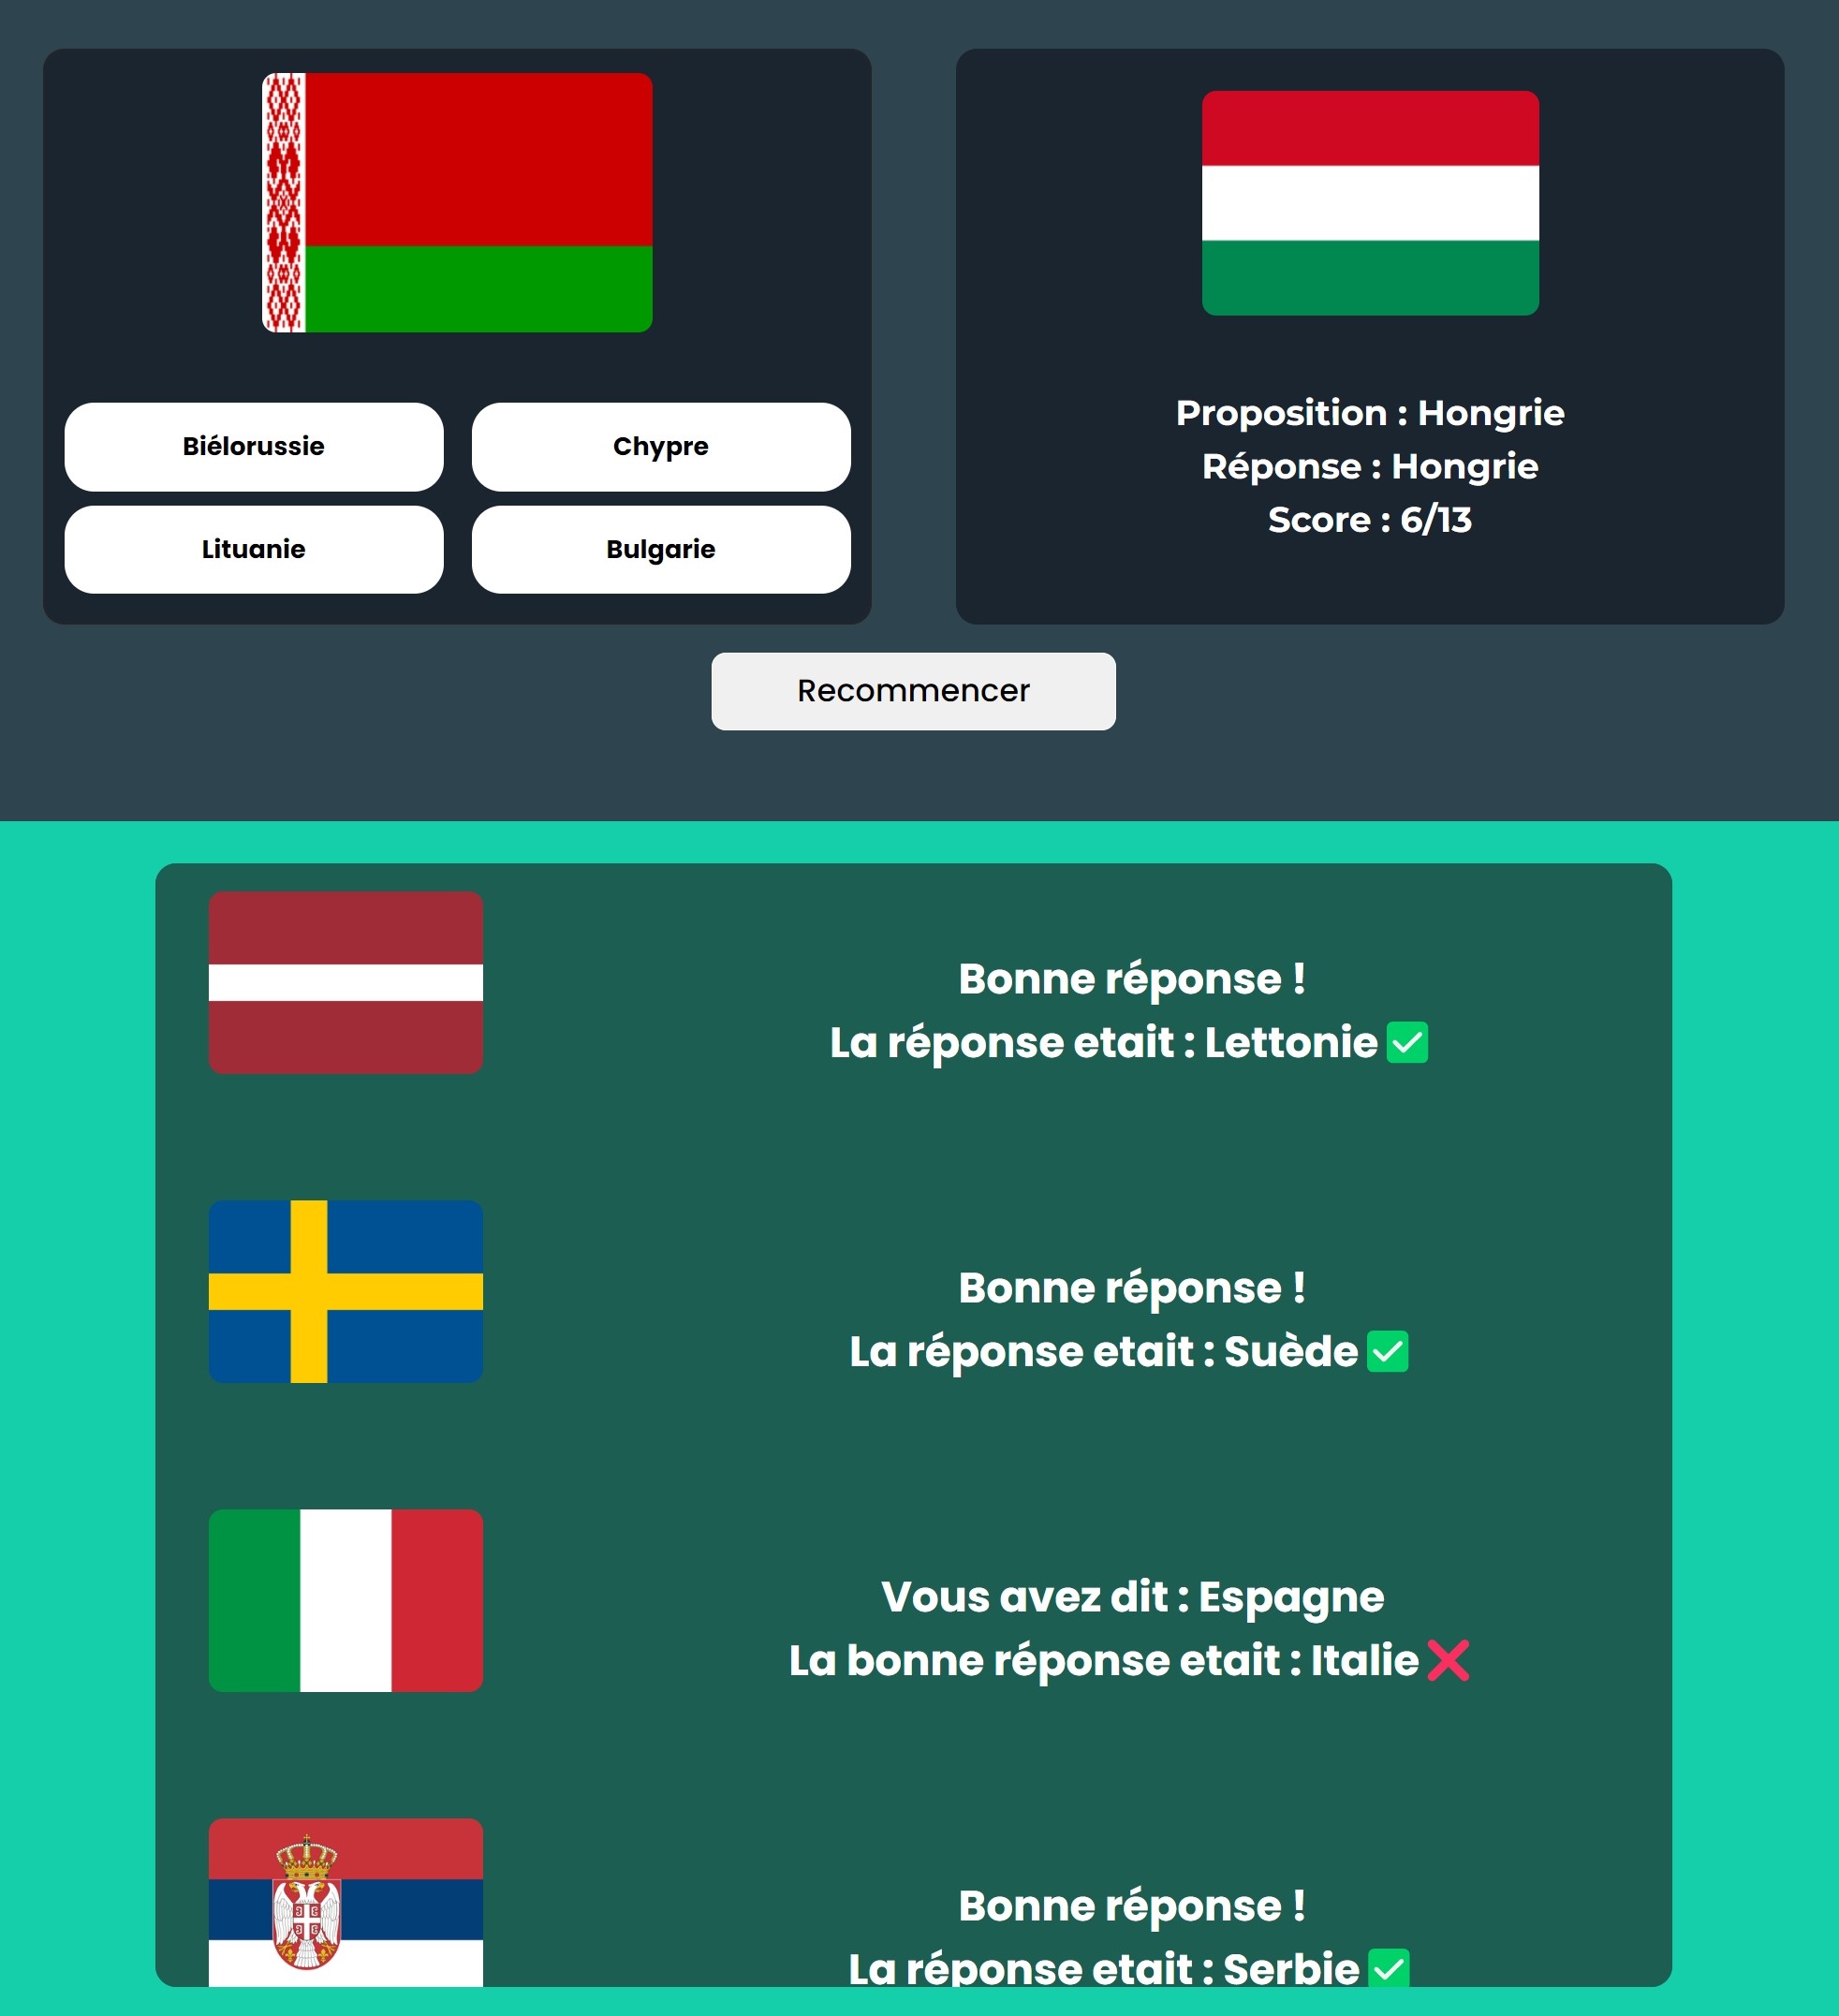 Biélorussie
Chypre
Lituanie
Bulgarie
Proposition : Hongrie
Réponse : Hongrie
Score : 6/13
Recommencer
Bonne réponse !
La réponse etait : Lettonie ✅
Bonne réponse !
La réponse etait : Suède ✅
Vous avez dit : Espagne
La bonne réponse etait : Italie ❌
Bonne réponse !
La réponse etait : Serbie ✅